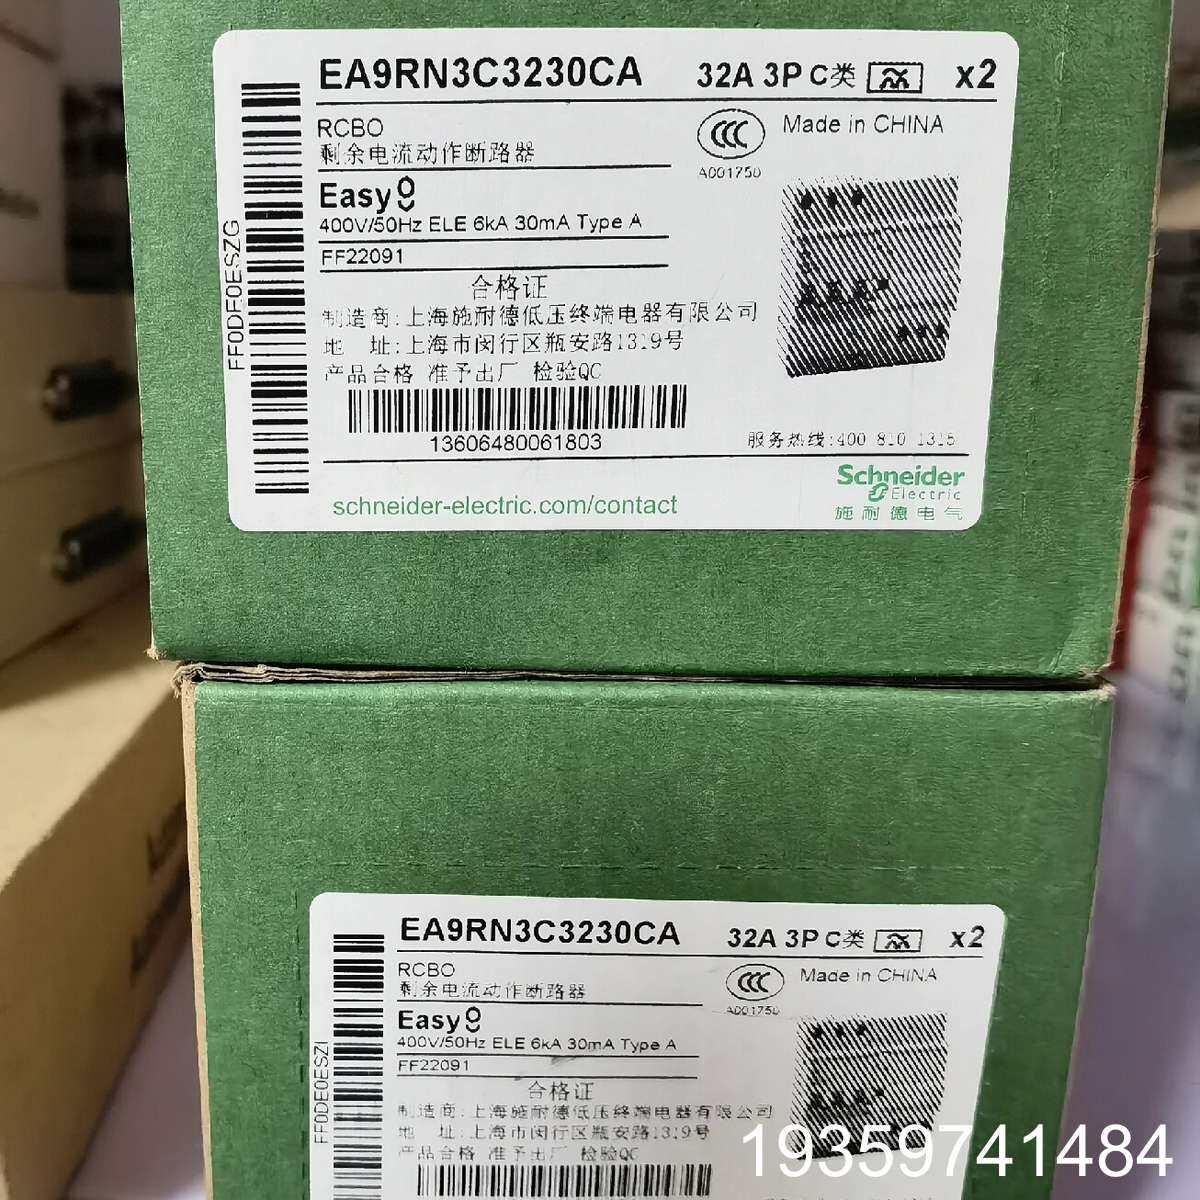 EA9RN3C3230CA 32A 3P C类 x2
RCBO
剩余电流动作断路器
CCC
A001750
Made in CHINA
Easy9
400V/50Hz ELE 6kA 30mA Type A
FF22091
合格证
制造商:上海施耐德低压终端电器有限公司
地 址:上海市闵行区瓶安路1319号
产品合格 准予出厂 检验QC
13606480061803
服务热线:400 810 1315
schneider-electric.com/contact
Schneider
Electric
施耐德电气
FF0DE0ESZG
EA9RN3C3230CA 32A 3P C类 x2
RCBO
剩余电流动作断路器
CCC
A001750
Made in CHINA
Easy9
400V/50Hz ELE 6kA 30mA Type A
FF22091
合格证
制造商:上海施耐德低压终端电器有限公司
地 址:上海市闵行区瓶安路1319号
产品合格 准予出厂 检验QC
FF0DE0ESZI
19359741484